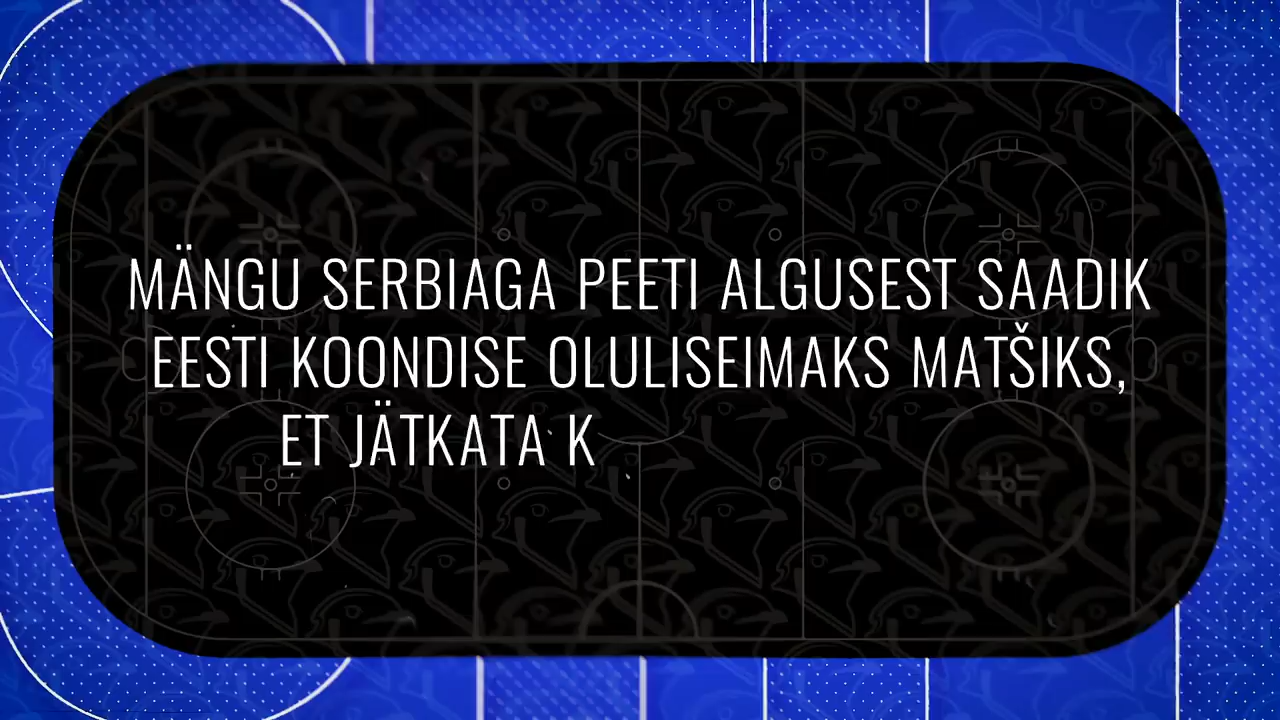 MÄNGU SERBIAGA PEETI ALGUSEST SAADIK
EESTI KOONDISE OLULISEIMAKS MATŠIKS,
ET JÄTKATA K